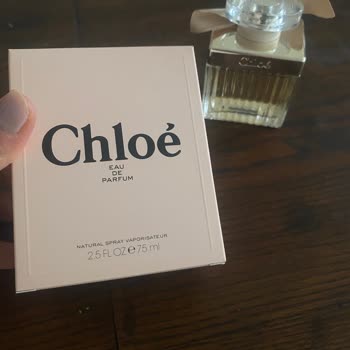 Chloé
EAU
DE
PARFUM
NATURAL SPRAY VAPORISATEUR
2.5 FL OZ℮75 ml
Chloé